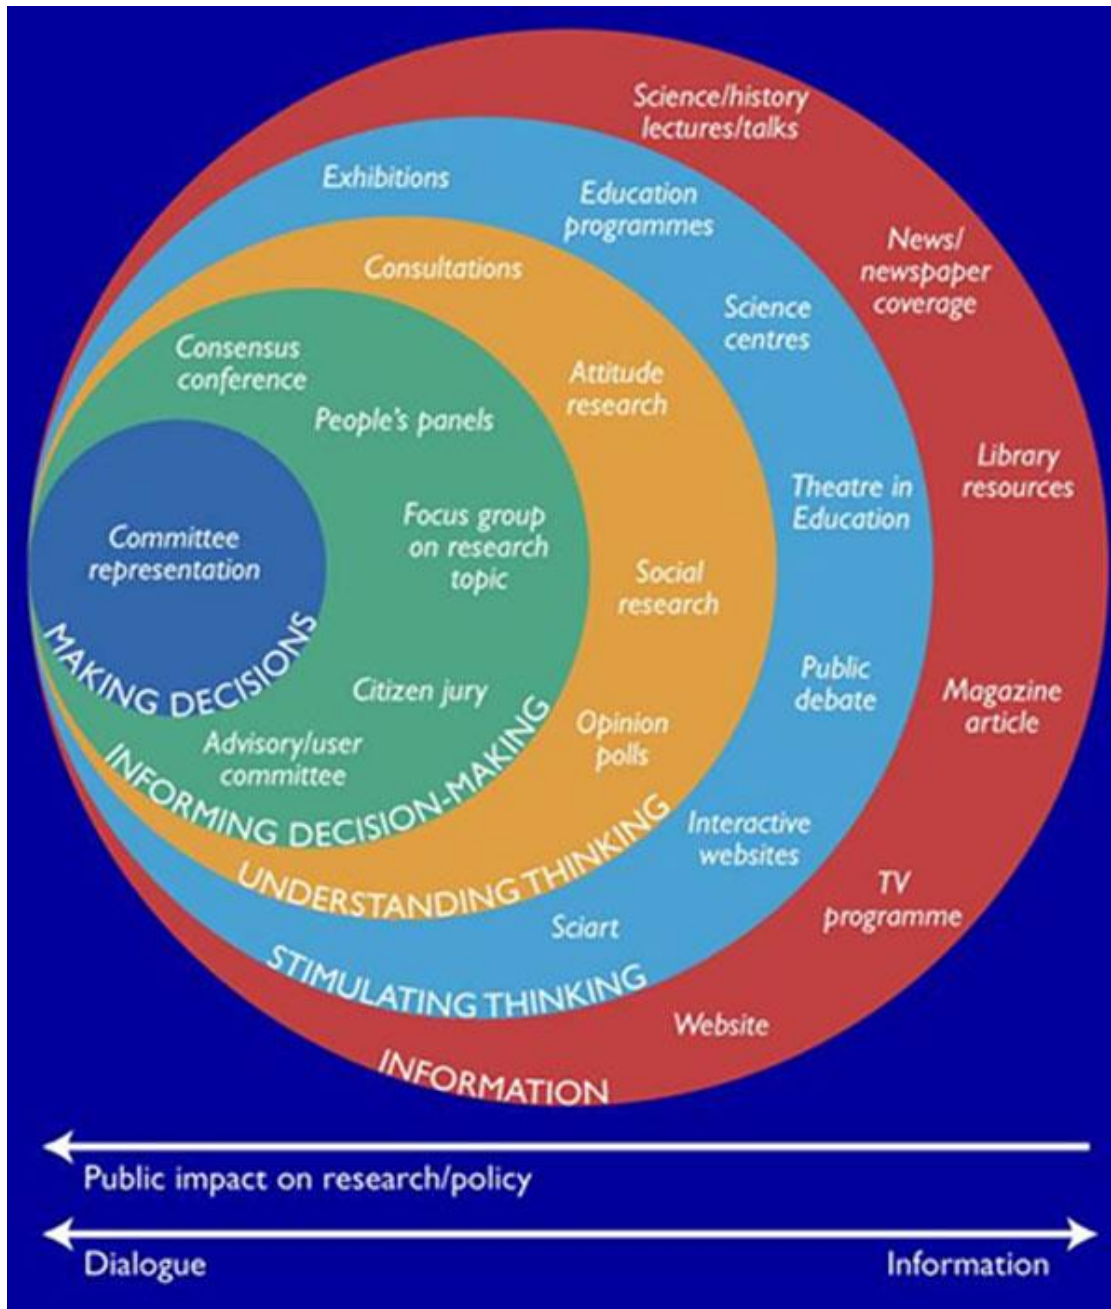 Science/history
lectures/talks
Exhibitions
Education
programmes
News/
newspaper
coverage
Consultations
Science
centres
Consensus
conference
Attitude
research
People's panels
Library
resources
Theatre in
Education
Focus group
on research
topic
Committee
representation
Social
research
MAKING DECISIONS
Citizen jury
Public
debate
Magazine
article
Advisory/user
committee
Opinion
polls
INFORMING DECISION-MAKING
Interactive
websites
UNDERSTANDING THINKING
TV
programme
Sciart
STIMULATING THINKING
Website
INFORMATION
Public impact on research/policy
Dialogue
Information